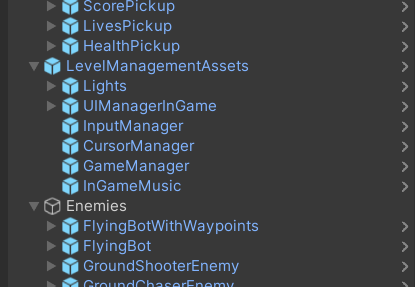 ScorePickup
LivesPickup
HealthPickup
LevelManagementAssets
Lights
UIManagerInGame
InputManager
CursorManager
GameManager
InGameMusic
Enemies
FlyingBotWithWaypoints
FlyingBot
GroundShooterEnemy
GroundChaserEnemy